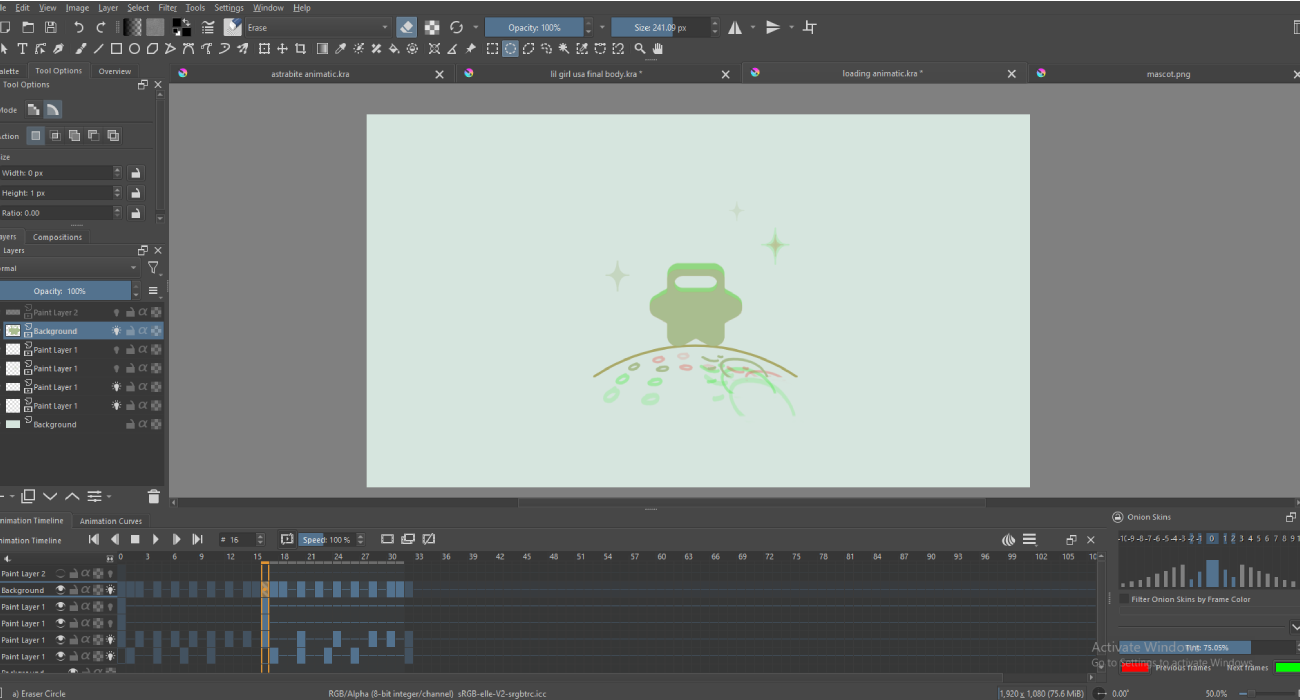 Edit View Image Layer Select Filter Tools Settings Window Help
Erase Opacity: 100% Size: 241.09 px
alette Tool Options Overview
astrabite animatic.kra lil girl usa final body.kra * loading animatic.kra * mascot.png
Tool Options
Mode
ction
ize
Width: 0 px
Height: 1 px
Ratio: 0.00
ayers Compositions
Layers
rmal
Opacity: 100%
Paint Layer 2
Background
Paint Layer 1
Paint Layer 1
Paint Layer 1
Paint Layer 1
Background
nimation Timeline Animation Curves
nimation Timeline # 16 Speed: 100 %
0 3 6 9 12 15 18 21 24 27 30 33 36 39 42 45 48 51 54 57 60 63 66 69 72 75 78 81 84 87 90 93 96 99 102 105 10
Paint Layer 2
Background
Paint Layer 1
Paint Layer 1
Paint Layer 1
Paint Layer 1
Background
Onion Skins
-10-9 -8 -7 -6 -5 -4 -3 -2 -1 0 1 2 3 4 5 6 7 8 9 1
Filter Onion Skins by Frame Color
Tint: 75.05%
Previous frames Next frames
Activate Windows
Go to Settings to activate Windows.
a) Eraser Circle RGB/Alpha (8-bit integer/channel) sRGB-elle-V2-srgbtrc.icc 1,920 x 1,080 (75.6 MiB) 0.00° 50.0%